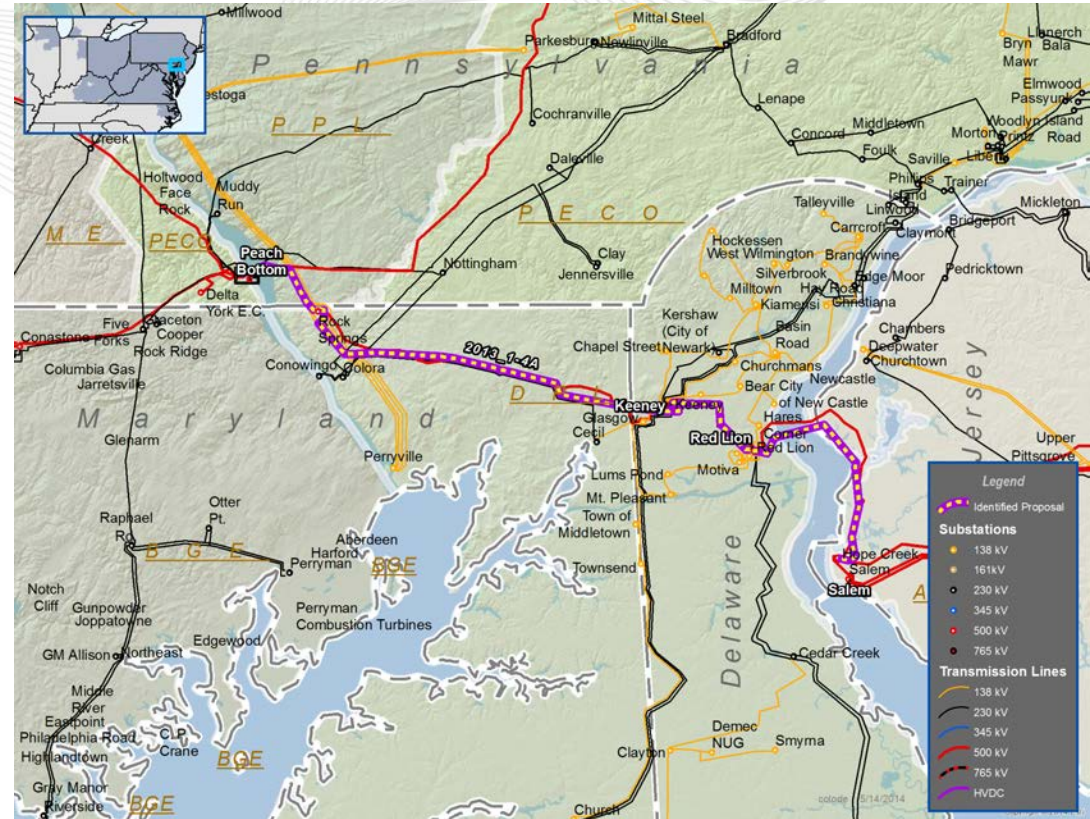 Millwood
Mittal Steel
Parkesburg
Newlinville
Bradford
Llanerch
Bala
Bryn
Mawr
Elmwood
Passyunk
Pennsylvania
estoga
PPL
Creek
Cochranville
Lenape
Middletown
Concord
Foulk
Woodlyn
Island
Road
Morton
Printz
Saville
Phillips
Island
Trainer
Linwood
Claymont
Bridgeport
Mickleton
Daleville
Holtwood
Face
Rock
Muddy
Run
ME
PECO
PECO
Talleyville
Carrcroft
Hockessen
West Wilmington
Brandywine
Silverbrook
Edge Moor
Pedricktown
Milltown
Hay Road
Kiamensi
Christiana
Clay
Jennersville
Nottingham
Peach
Bottom
Delta
York E.C.
Conastone
Five
Forks
Graceton
Cooper
Rock Ridge
Rock
Springs
Kershaw
(City of
Newark)
Chapel Street
Basin
Road
Chambers
Deepwater
Churchtown
Columbia Gas
Jarretsville
Conowingo
Colora
2013_1-4A
Churchmans
Bear City
of New Castle
Newcastle
Maryland
Keeney
Keeney
Glasgow
Cecil
Hares
Corner
Red Lion
Red Lion
Jersey
Upper
Pittsgrove
Glenarm
Perryville
Lums Pond
Motiva
Mt. Pleasant
Town of
Middletown
Townsend
Otter
Pt.
Raphael
BGE
Aberdeen
Harford
Perryman
BGE
Hope Creek
Salem
Salem
Notch
Cliff
Gunpowder
Joppatowne
Perryman
Combustion Turbines
Edgewood
GM Allison
Northeast
Delaware
Cedar Creek
Middle
River
Eastpoint
Philadelphia Road
Highlandtown
C.P.
Crane
BGE
Gray Manor
Riverside
BGE
Demec
NUG
Smyrna
Clayton
Church
Legend
Identified Proposal
Substations
138 kV
161kV
230 kV
345 kV
500 kV
765 kV
Transmission Lines
138 kV
230 kV
345 kV
500 kV
765 kV
HVDC